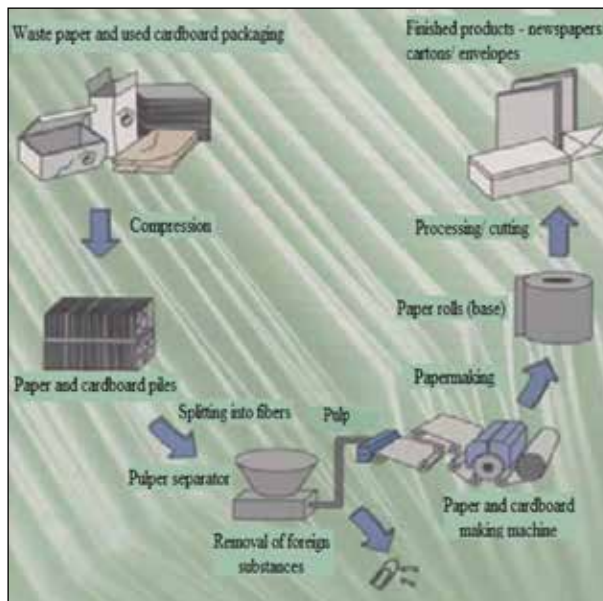 Waste paper and used cardboard packaging
Compression
Paper and cardboard piles
Splitting into fibers
Pulper separator
Removal of foreign
substances
Pulp
Paper and cardboard
making machine
Papermaking
Paper rolls (base)
Processing/ cutting
Finished products - newspapers
cartons/ envelopes